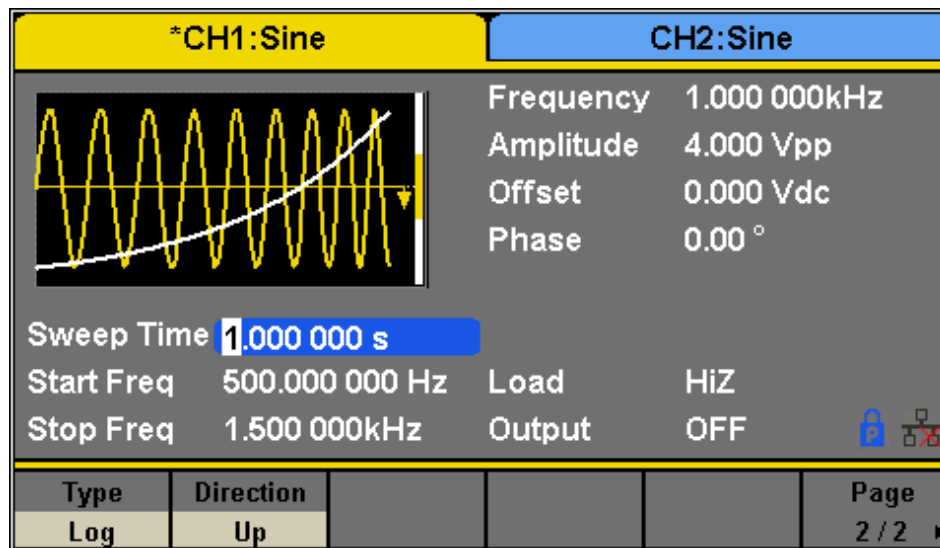 *CH1:Sine CH2:Sine
Frequency 1.000 000kHz
Amplitude 4.000 Vpp
Offset 0.000 Vdc
Phase 0.00 °
Sweep Time 1.000 000 s
Start Freq 500.000 000 Hz Load HiZ
Stop Freq 1.500 000kHz Output OFF
P
Type Direction Page
Log Up 2 / 2